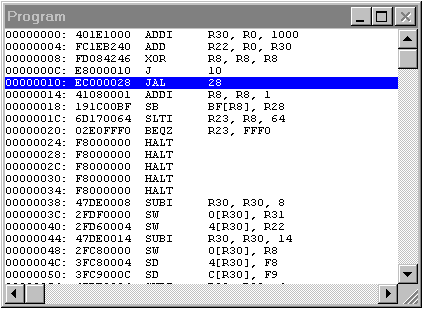 Program
00000000: 401E1000 ADDI R30, R0, 1000
00000004: FC1EB240 ADD R22, R0, R30
00000008: FD084246 XOR R8, R8, R8
0000000C: E8000010 J 10
00000010: EC000028 JAL 28
00000014: 41080001 ADDI R8, R8, 1
00000018: 191C00BF SB BF[R8], R28
0000001C: 6D170064 SLTI R23, R8, 64
00000020: 02E0FFF0 BEQZ R23, FFF0
00000024: F8000000 HALT
00000028: F8000000 HALT
0000002C: F8000000 HALT
00000030: F8000000 HALT
00000034: F8000000 HALT
00000038: 47DE0008 SUBI R30, R30, 8
0000003C: 2FDF0000 SW 0[R30], R31
00000040: 2FD60004 SW 4[R30], R22
00000044: 47DE0014 SUBI R30, R30, 14
00000048: 2FC80000 SW 0[R30], R8
0000004C: 3FC80004 SD 4[R30], F8
00000050: 3FC9000C SD C[R30], F9